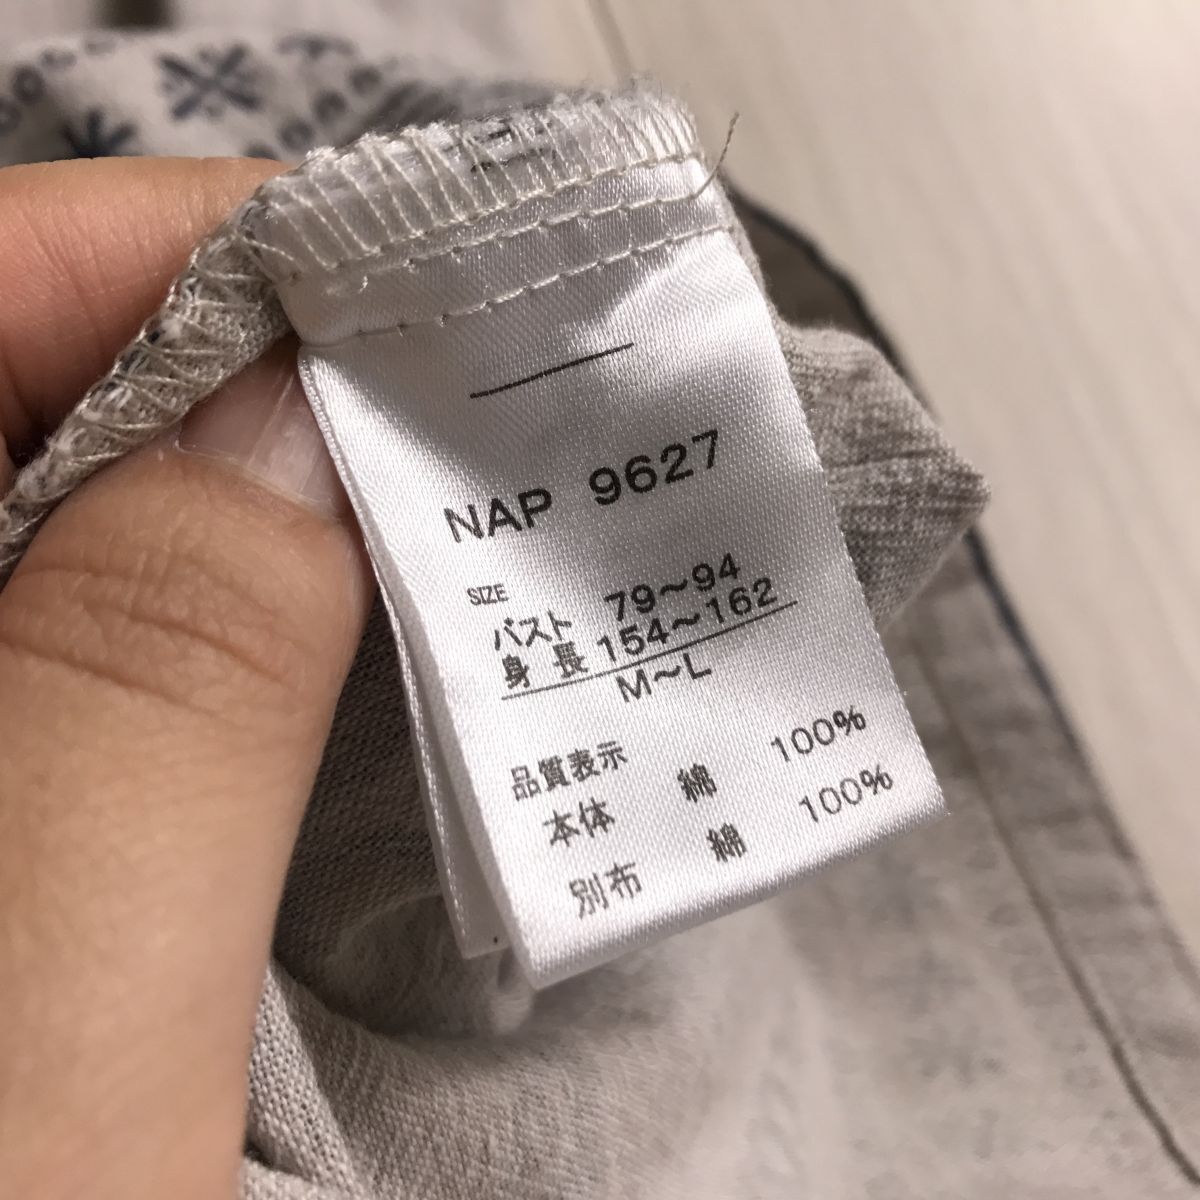 NAP 9627
SIZE
バスト 79～94
身長 154～162
M～L
品質表示
本体 綿 100%
別布 綿 100%